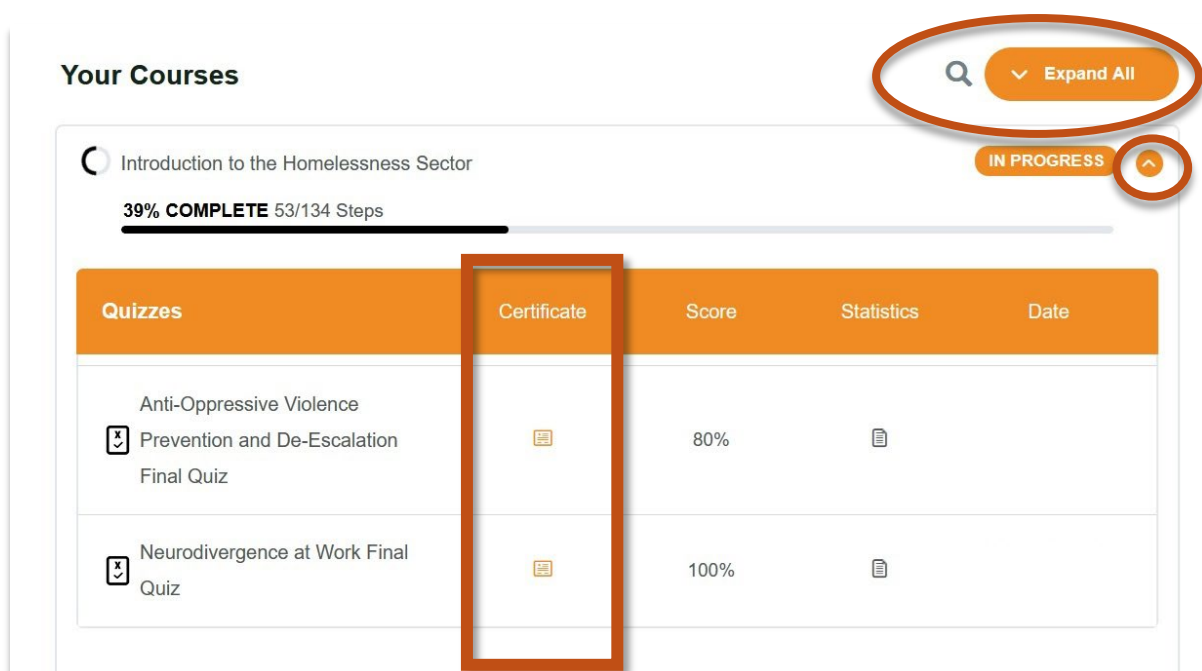 Your Courses
Expand All
Introduction to the Homelessness Sector
IN PROGRESS
39% COMPLETE 53/134 Steps
Quizzes Certificate Score Statistics Date
Anti-Oppressive Violence
Prevention and De-Escalation
Final Quiz
80%
Neurodivergence at Work Final
Quiz
100%